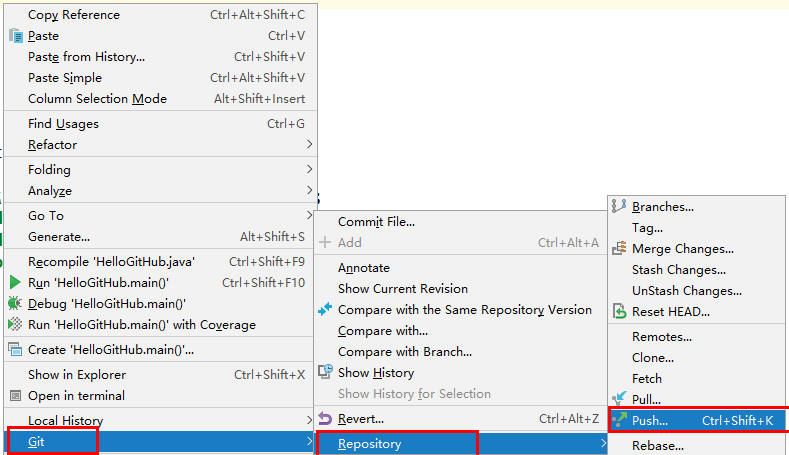 Copy Reference Ctrl+Alt+Shift+C
Paste Ctrl+V
Paste from History... Ctrl+Shift+V
Paste Simple Ctrl+Alt+Shift+V
Column Selection Mode Alt+Shift+Insert
Find Usages Ctrl+G
Refactor
Folding
Analyze
Go To
Generate... Alt+Shift+S
Recompile 'HelloGitHub.java' Ctrl+Shift+F9
Run 'HelloGitHub.main()' Ctrl+Shift+F10
Debug 'HelloGitHub.main()'
Run 'HelloGitHub.main()' with Coverage
Create 'HelloGitHub.main()'...
Show in Explorer Ctrl+Shift+X
Open in terminal
Local History
Git
Commit File...
Add Ctrl+Alt+A
Annotate
Show Current Revision
Compare with the Same Repository Version
Compare with...
Compare with Branch...
Show History
Show History for Selection
Revert... Ctrl+Alt+Z
Repository
Branches...
Tag...
Merge Changes...
Stash Changes...
UnStash Changes...
Reset HEAD...
Remotes...
Clone...
Fetch
Pull...
Push... Ctrl+Shift+K
Rebase...